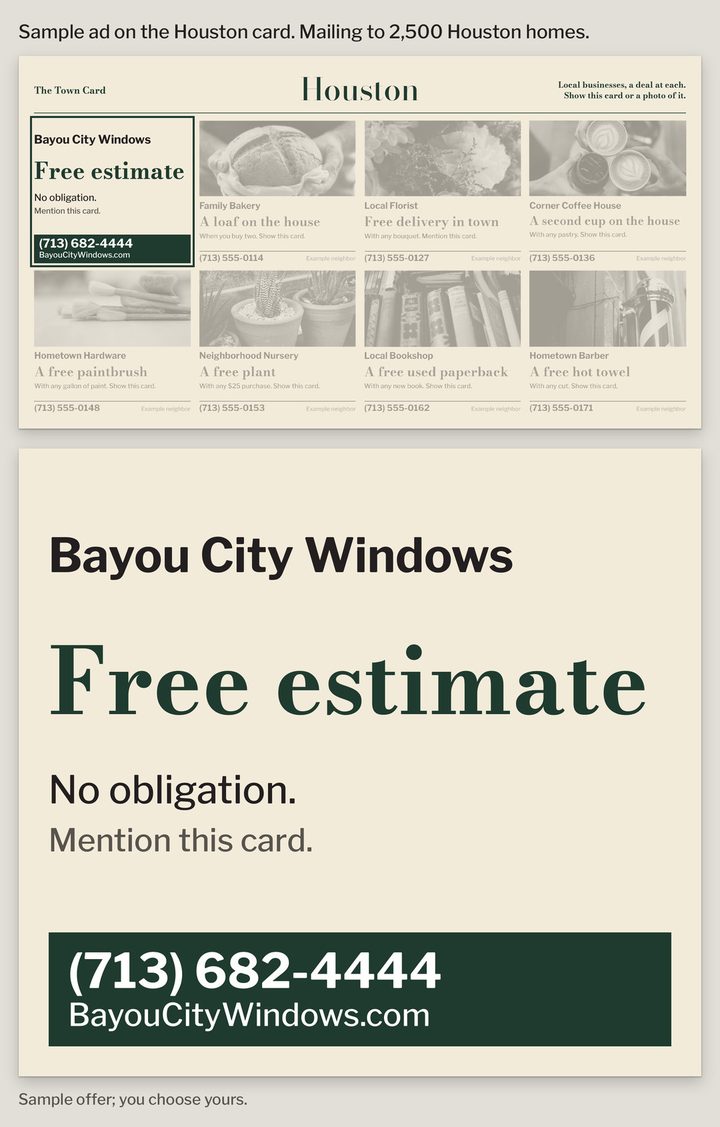 Sample ad on the Houston card. Mailing to 2,500 Houston homes.
The Town Card
Houston
Local businesses, a deal at each.
Show this card or a photo of it.
Bayou City Windows
Free estimate
No obligation.
Mention this card.
(713) 682-4444
BayouCityWindows.com
Family Bakery
A loaf on the house
When you buy two. Show this card.
(713) 555-0114
Example neighbor
Local Florist
Free delivery in town
With any bouquet. Mention this card.
(713) 555-0127
Example neighbor
Corner Coffee House
A second cup on the house
With any pastry. Show this card.
(713) 555-0136
Example neighbor
Hometown Hardware
A free paintbrush
With any gallon of paint. Show this card.
(713) 555-0148
Example neighbor
Neighborhood Nursery
A free plant
With any $25 purchase. Show this card.
(713) 555-0153
Example neighbor
Local Bookshop
A free used paperback
With any new book. Show this card.
(713) 555-0162
Example neighbor
Hometown Barber
A free hot towel
With any cut. Show this card.
(713) 555-0171
Example neighbor
Bayou City Windows
Free estimate
No obligation.
Mention this card.
(713) 682-4444
BayouCityWindows.com
Sample offer; you choose yours.